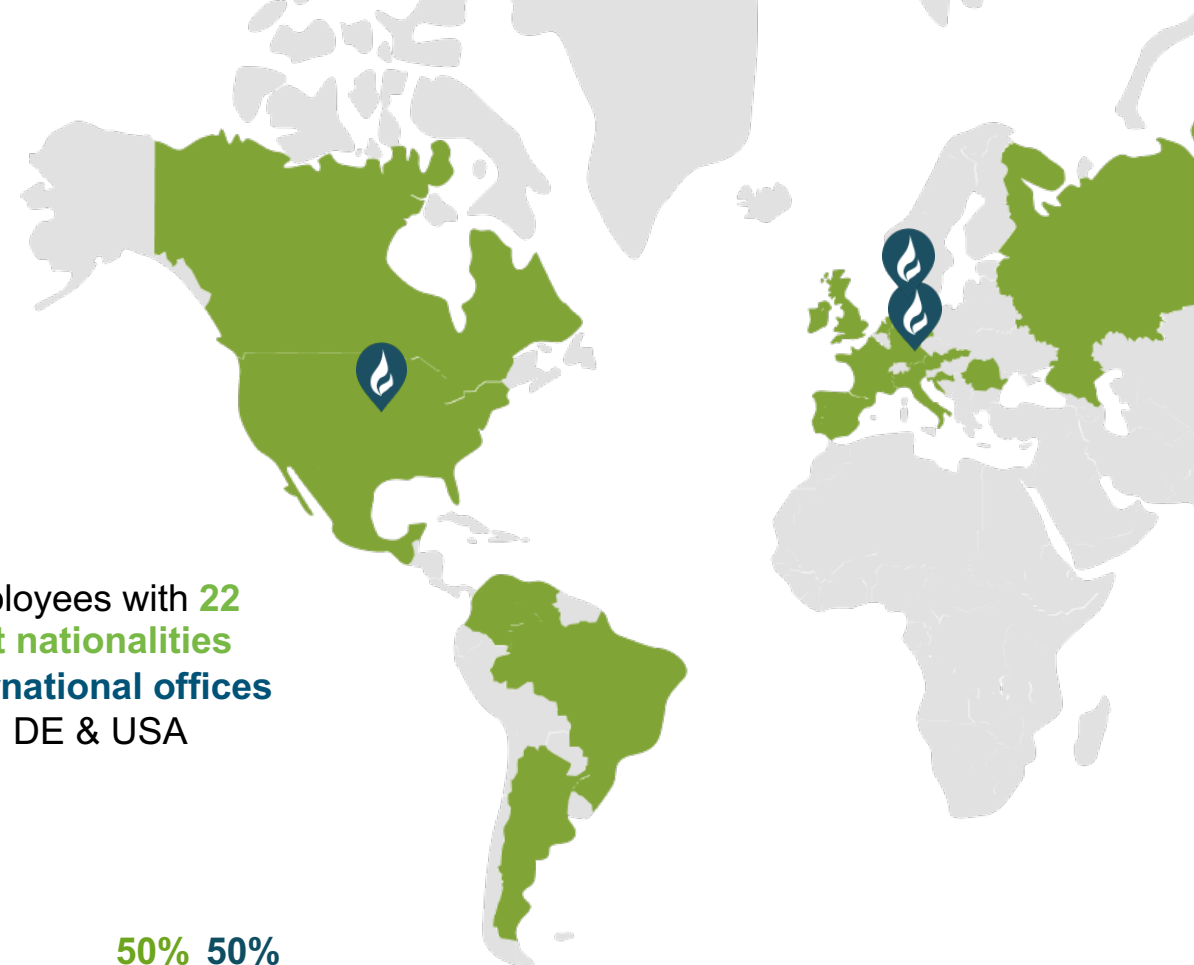 ployees with 22
t nationalities
national offices
DE & USA
50% 50%